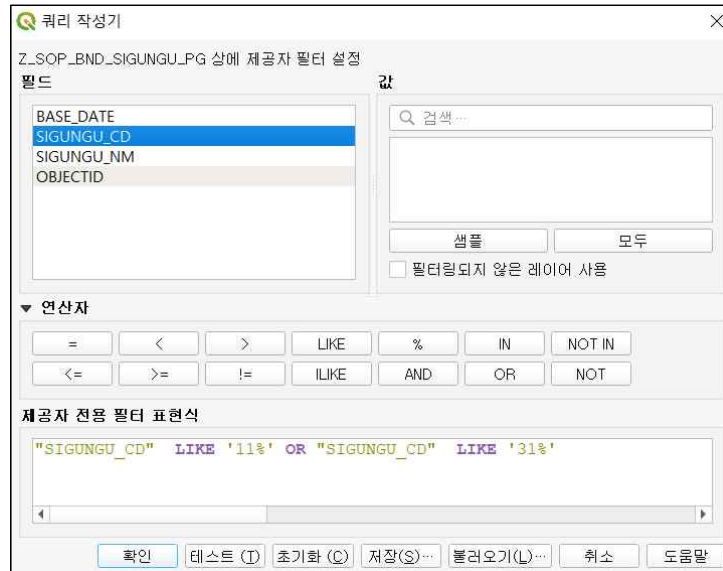 쿼리 작성기
Z_SOP_BND_SIGUNGU_PG 상에 제공자 필터 설정
필드
BASE_DATE
SIGUNGU_CD
SIGUNGU_NM
OBJECTID
값
검색…
샘플 모두
필터링되지 않은 레이어 사용
▼ 연산자
= < > LIKE % IN NOT IN
<= >= != ILIKE AND OR NOT
제공자 전용 필터 표현식
"SIGUNGU_CD" LIKE '11%' OR "SIGUNGU_CD" LIKE '31%'
확인 테스트 (T) 초기화 (C) 저장(S)… 불러오기(L)… 취소 도움말